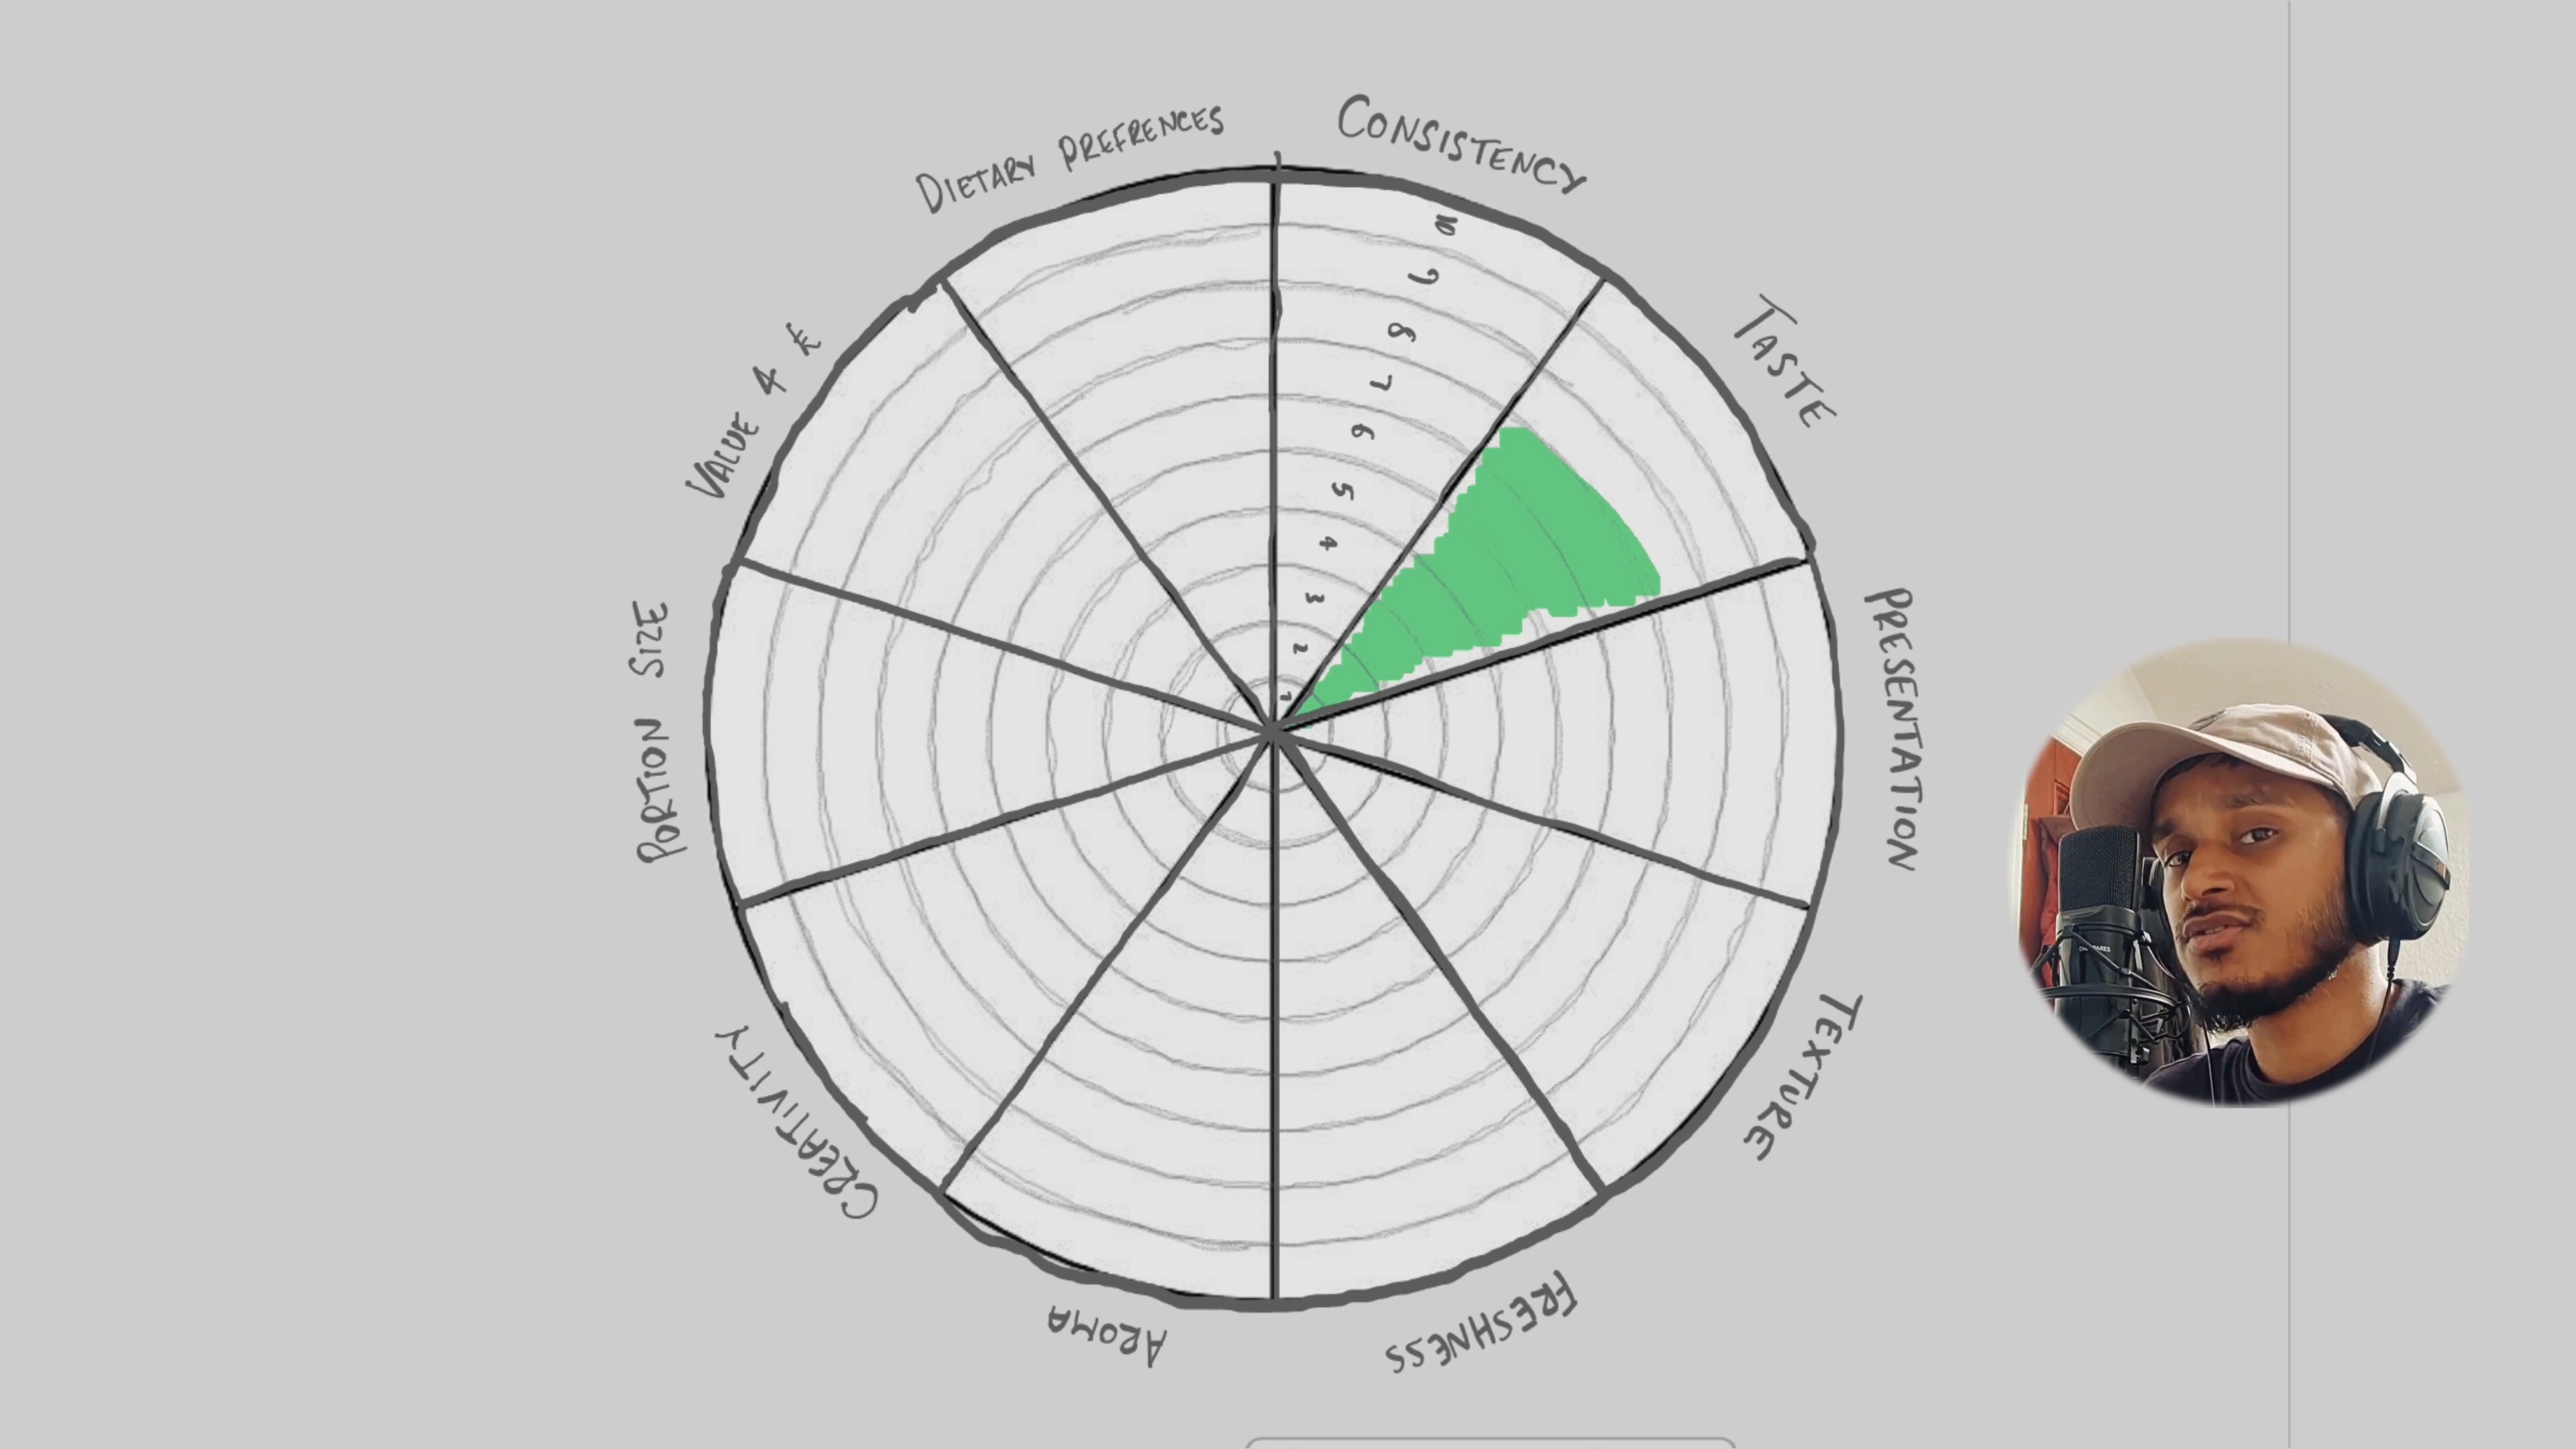 CONSISTENCY
TASTE
PRESENTATION
TEXTURE
FRESHNESS
AROMA
CREATIVITY
PORTION SIZE
VALUE 4 £
DIETARY PREFRENCES
10
9
8
7
6
5
4
3
2
1